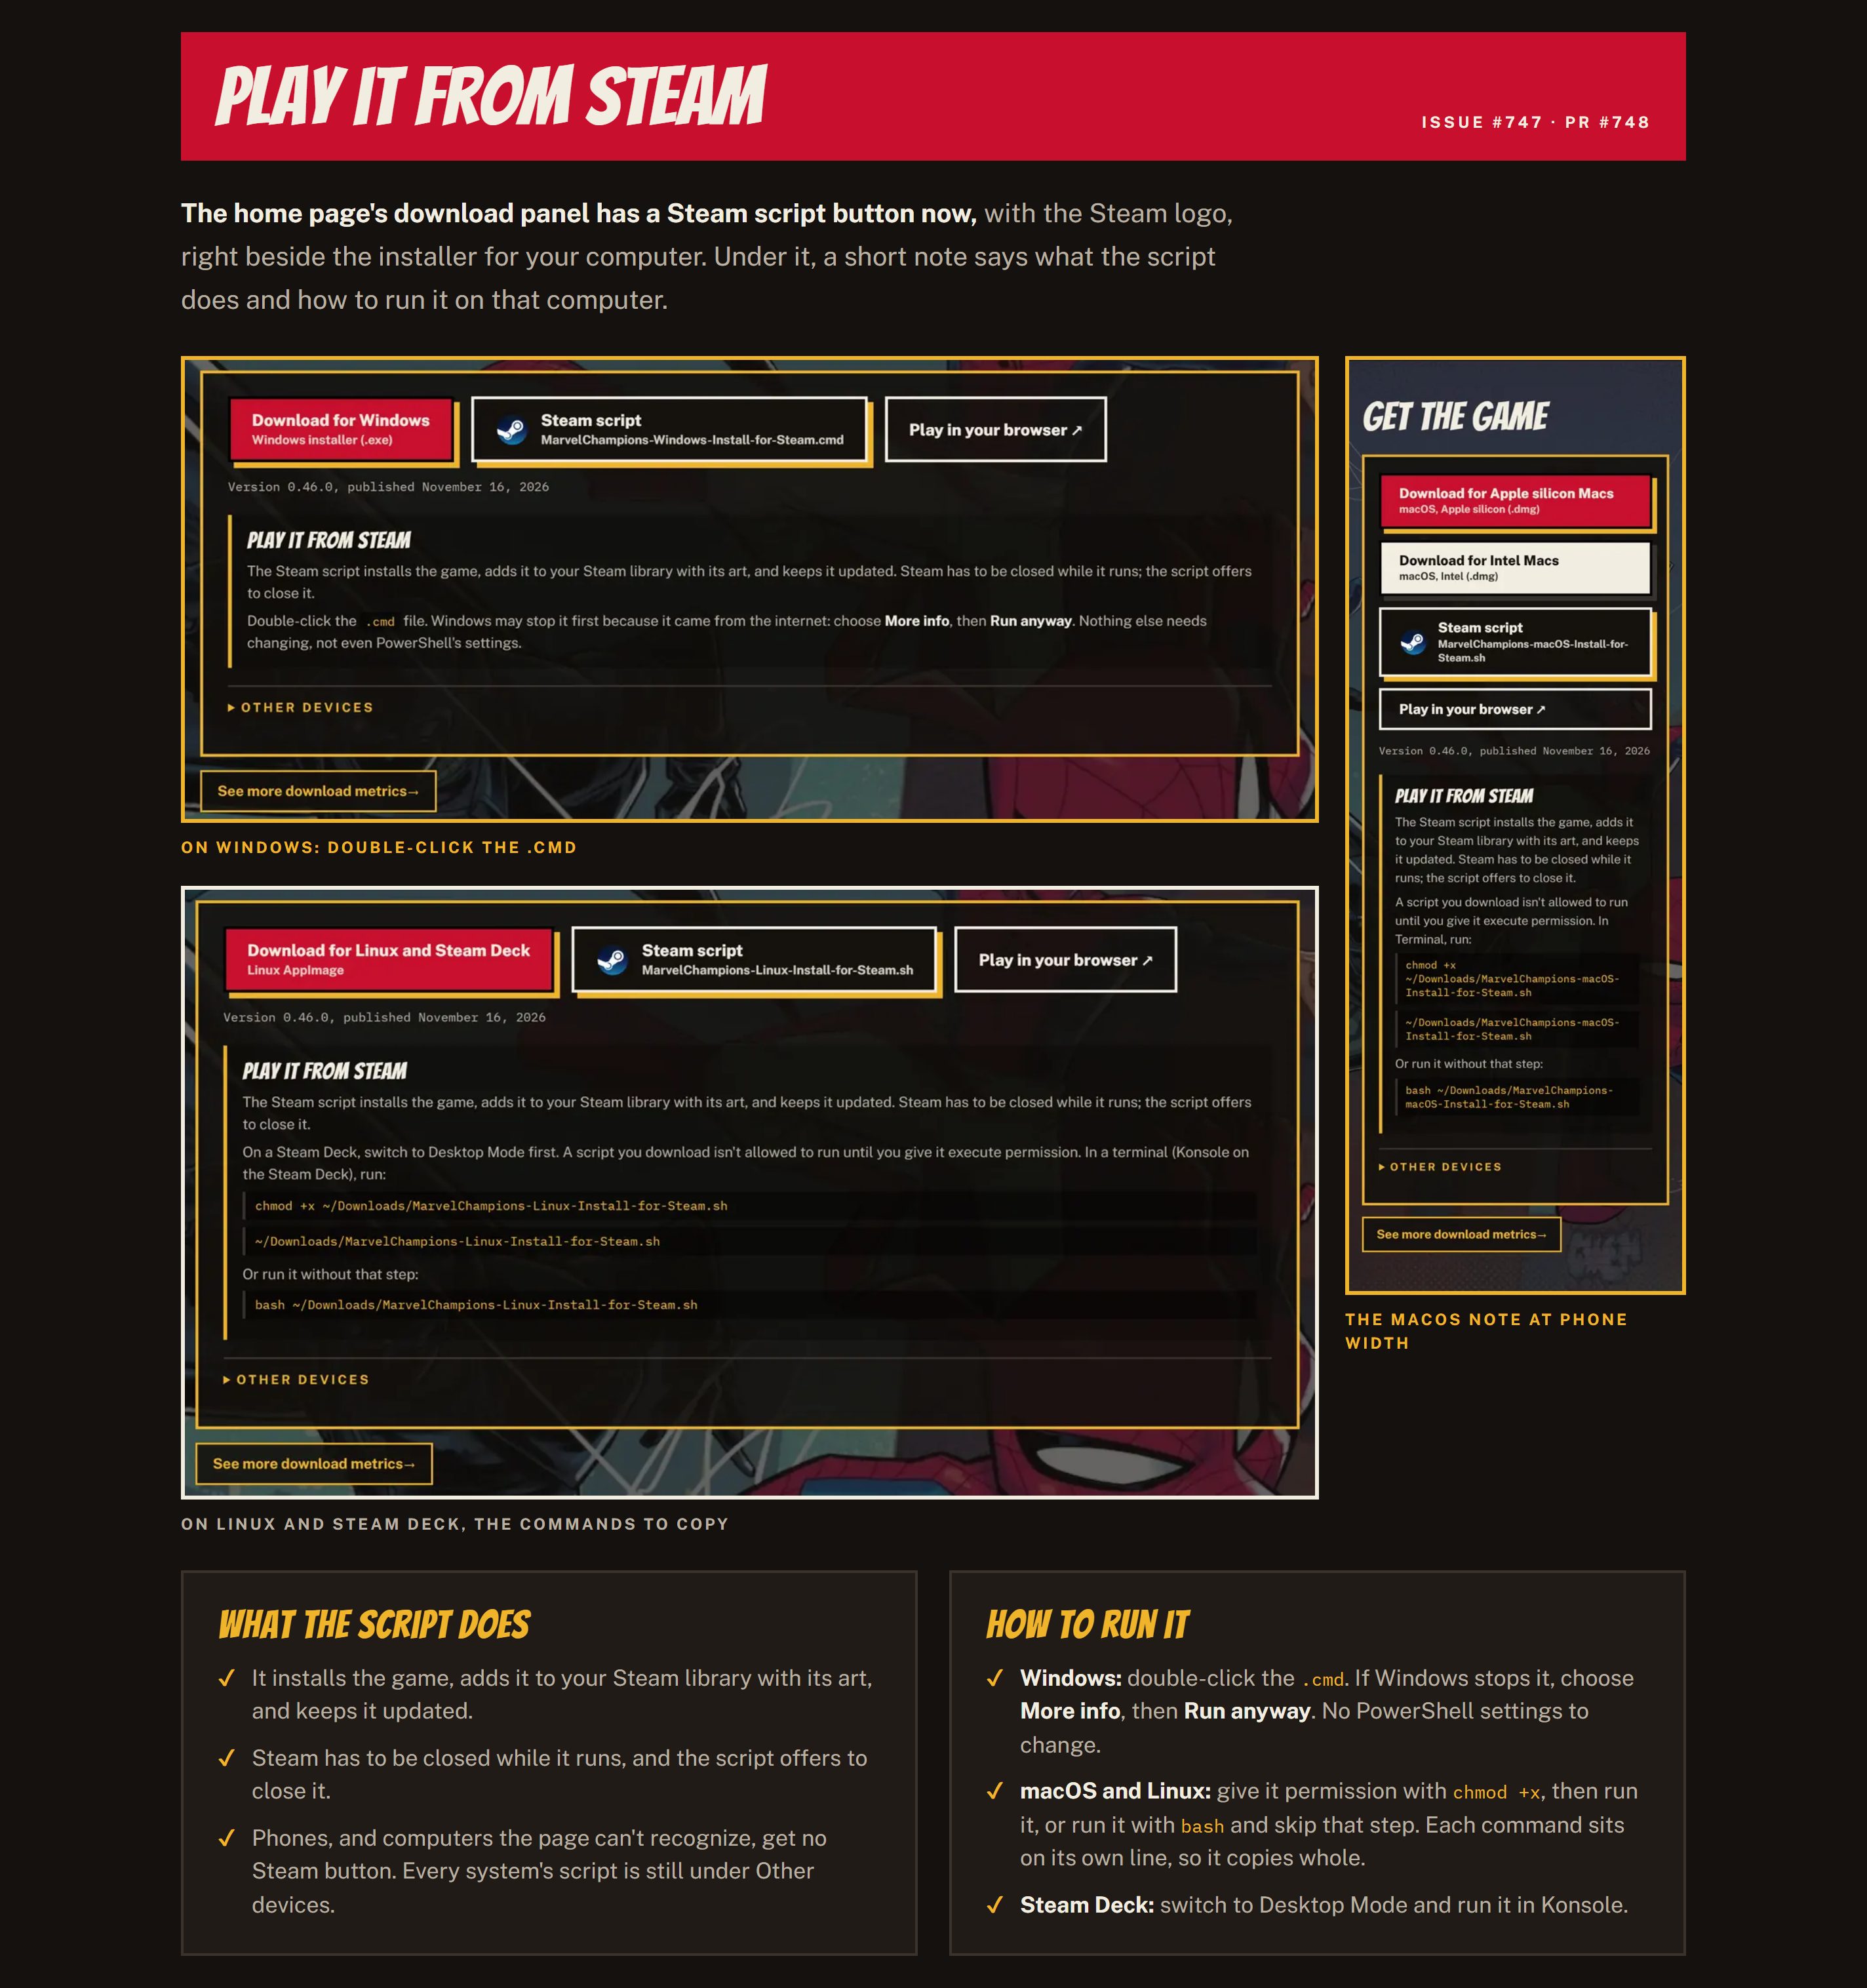 PLAY IT FROM STEAM
ISSUE #747 · PR #748
The home page's download panel has a Steam script button now, with the Steam logo,
right beside the installer for your computer. Under it, a short note says what the script
does and how to run it on that computer.
Download for Windows
Windows installer (.exe)
Steam script
MarvelChampions-Windows-Install-for-Steam.cmd
Play in your browser ↗
Version 0.46.0, published November 16, 2026
PLAY IT FROM STEAM
The Steam script installs the game, adds it to your Steam library with its art, and keeps it updated. Steam has to be closed while it runs; the script offers
to close it.
Double-click the .cmd file. Windows may stop it first because it came from the internet: choose More info, then Run anyway. Nothing else needs
changing, not even PowerShell's settings.
▸ OTHER DEVICES
See more download metrics→
ON WINDOWS: DOUBLE-CLICK THE .CMD
Download for Linux and Steam Deck
Linux AppImage
Steam script
MarvelChampions-Linux-Install-for-Steam.sh
Play in your browser ↗
Version 0.46.0, published November 16, 2026
PLAY IT FROM STEAM
The Steam script installs the game, adds it to your Steam library with its art, and keeps it updated. Steam has to be closed while it runs; the script offers
to close it.
On a Steam Deck, switch to Desktop Mode first. A script you download isn't allowed to run until you give it execute permission. In a terminal (Konsole on
the Steam Deck), run:
chmod +x ~/Downloads/MarvelChampions-Linux-Install-for-Steam.sh
~/Downloads/MarvelChampions-Linux-Install-for-Steam.sh
Or run it without that step:
bash ~/Downloads/MarvelChampions-Linux-Install-for-Steam.sh
▸ OTHER DEVICES
See more download metrics→
ON LINUX AND STEAM DECK, THE COMMANDS TO COPY
GET THE GAME
Download for Apple silicon Macs
macOS, Apple silicon (.dmg)
Download for Intel Macs
macOS, Intel (.dmg)
Steam script
MarvelChampions-macOS-Install-for-
Steam.sh
Play in your browser ↗
Version 0.46.0, published November 16, 2026
PLAY IT FROM STEAM
The Steam script installs the game, adds it
to your Steam library with its art, and keeps
it updated. Steam has to be closed while it
runs; the script offers to close it.
A script you download isn't allowed to run
until you give it execute permission. In
Terminal, run:
chmod +x
~/Downloads/MarvelChampions-macOS-
Install-for-Steam.sh
~/Downloads/MarvelChampions-macOS-
Install-for-Steam.sh
Or run it without that step:
bash ~/Downloads/MarvelChampions-
macOS-Install-for-Steam.sh
▸ OTHER DEVICES
See more download metrics→
THE MACOS NOTE AT PHONE
WIDTH
WHAT THE SCRIPT DOES
✓ It installs the game, adds it to your Steam library with its art,
and keeps it updated.
✓ Steam has to be closed while it runs, and the script offers to
close it.
✓ Phones, and computers the page can't recognize, get no
Steam button. Every system's script is still under Other
devices.
HOW TO RUN IT
✓ Windows: double-click the .cmd. If Windows stops it, choose
More info, then Run anyway. No PowerShell settings to
change.
✓ macOS and Linux: give it permission with chmod +x, then run
it, or run it with bash and skip that step. Each command sits
on its own line, so it copies whole.
✓ Steam Deck: switch to Desktop Mode and run it in Konsole.